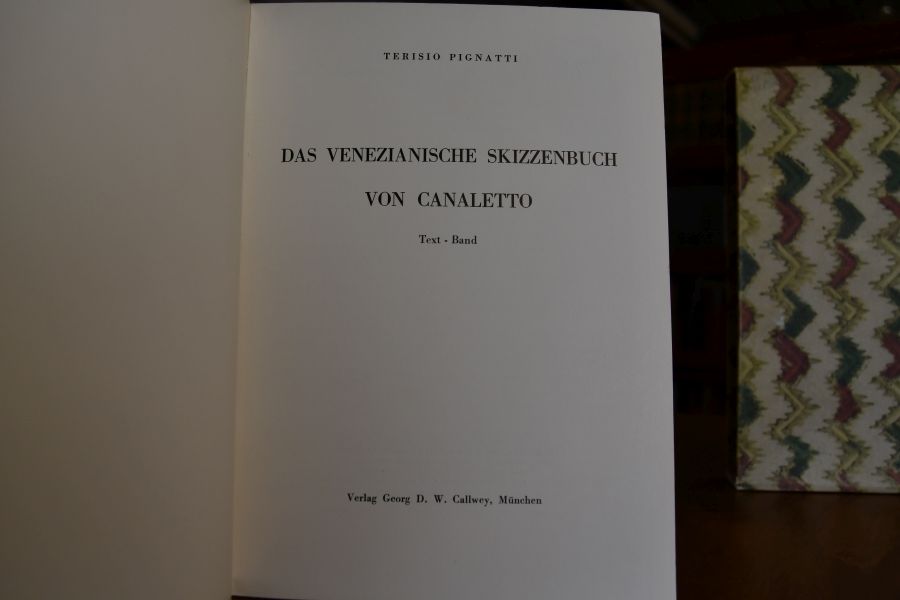 TERISIO PIGNATTI
DAS VENEZIANISCHE SKIZZENBUCH
VON CANALETTO
Text - Band
Verlag Georg D. W. Callwey, München